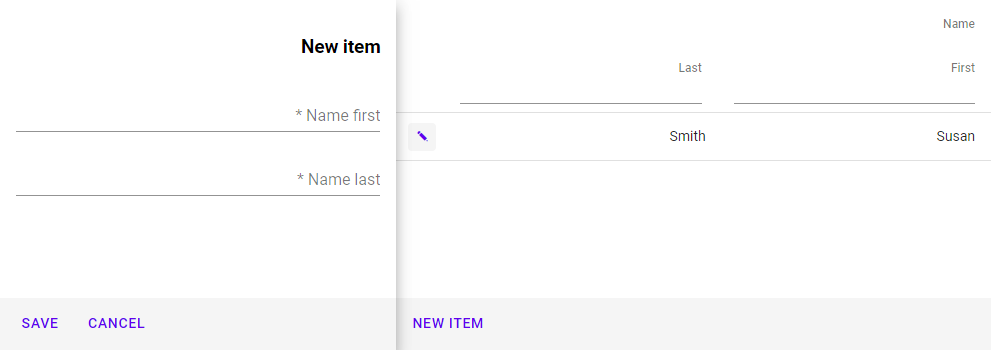 New item
* Name first
* Name last
SAVE CANCEL
Name
Last First
Smith Susan
NEW ITEM